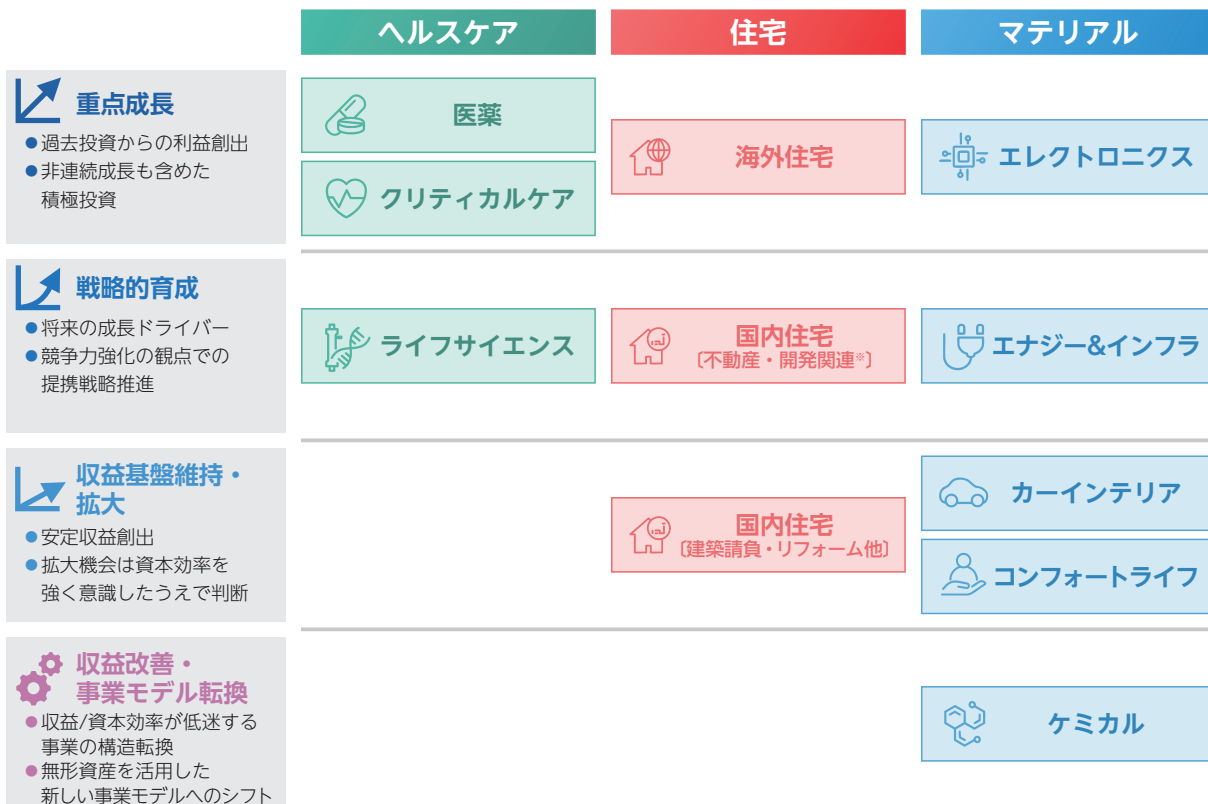 ヘルスケア
住宅
マテリアル
重点成長
●過去投資からの利益創出
●非連続成長も含めた
積極投資
医薬
クリティカルケア
海外住宅
エレクトロニクス
戦略的育成
●将来の成長ドライバー
●競争力強化の観点での
提携戦略推進
ライフサイエンス
国内住宅
〔不動産・開発関連※〕
エナジー&インフラ
収益基盤維持・
拡大
●安定収益創出
●拡大機会は資本効率を
強く意識したうえで判断
国内住宅
〔建築請負・リフォーム他〕
カーインテリア
コンフォートライフ
収益改善・
事業モデル転換
●収益/資本効率が低迷する
事業の構造転換
●無形資産を活用した
新しい事業モデルへのシフト
ケミカル